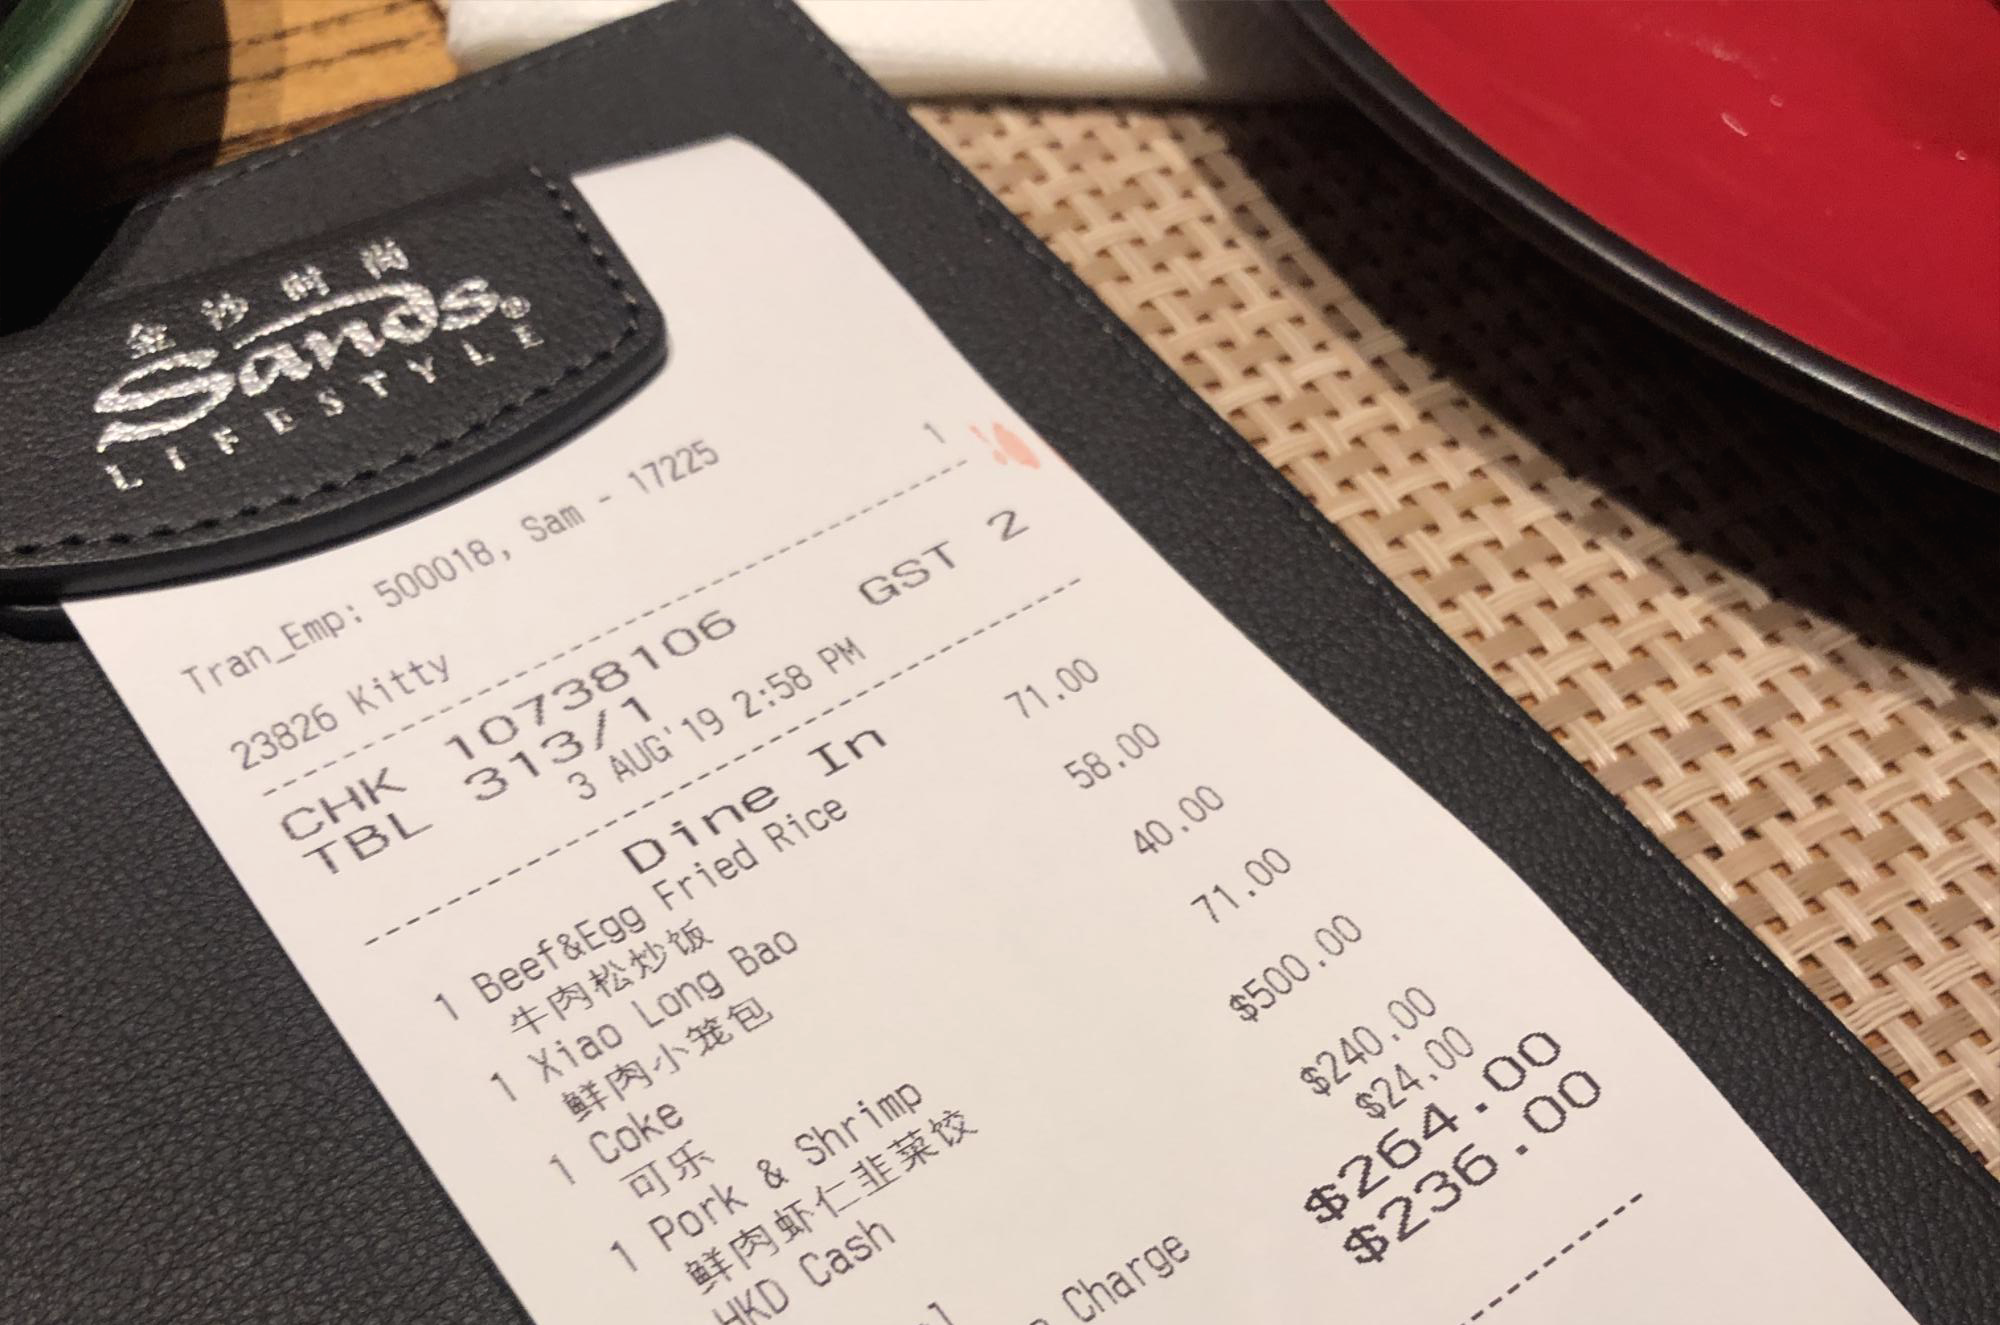 金沙时尚
Sands®
LIFESTYLE
Tran_Emp: 500018, Sam - 17225
23826 Kitty 1
CHK 10738106 GST 2
TBL 313/1
3 AUG'19 2:58 PM
Dine In
1 Beef&Egg Fried Rice 71.00
牛肉松炒饭
1 Xiao Long Bao 58.00
鲜肉小笼包
1 Coke 40.00
可乐
1 Pork & Shrimp 71.00
鲜肉虾仁韭菜饺
HKD Cash $500.00
$240.00
Charge $24.00
$264.00
$236.00